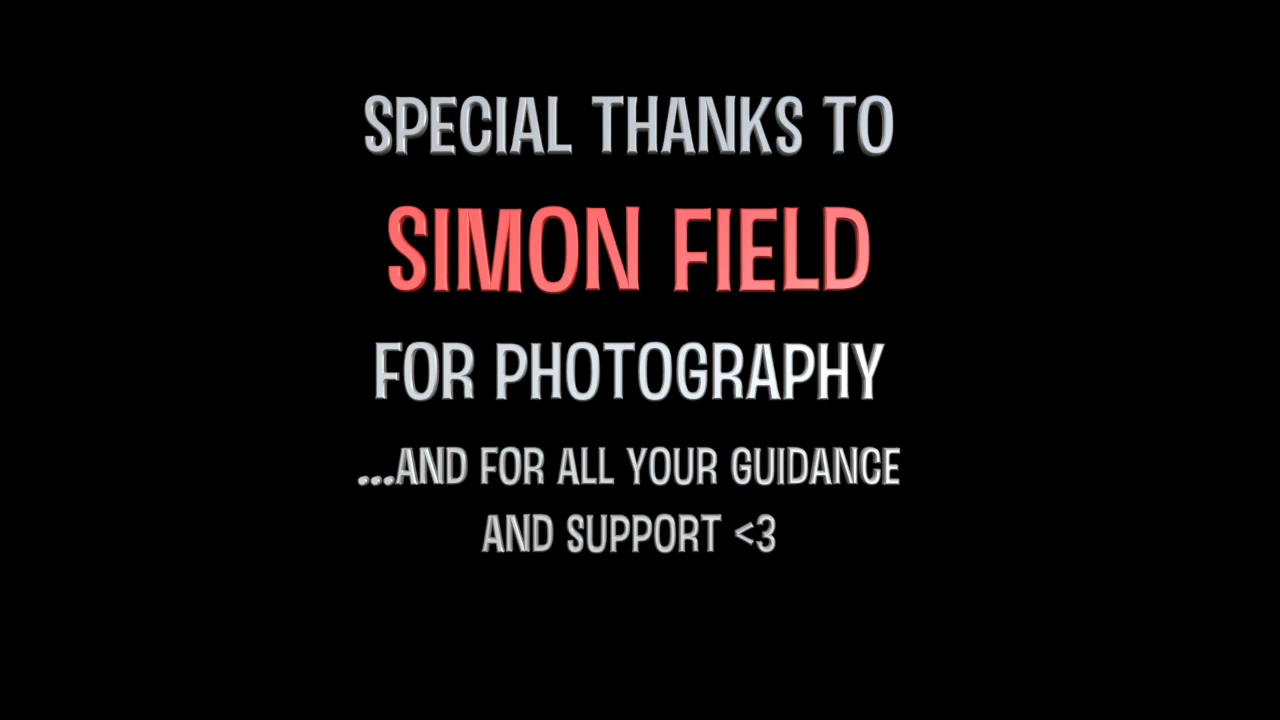 SPECIAL THANKS TO
SIMON FIELD
FOR PHOTOGRAPHY
...AND FOR ALL YOUR GUIDANCE
AND SUPPORT <3